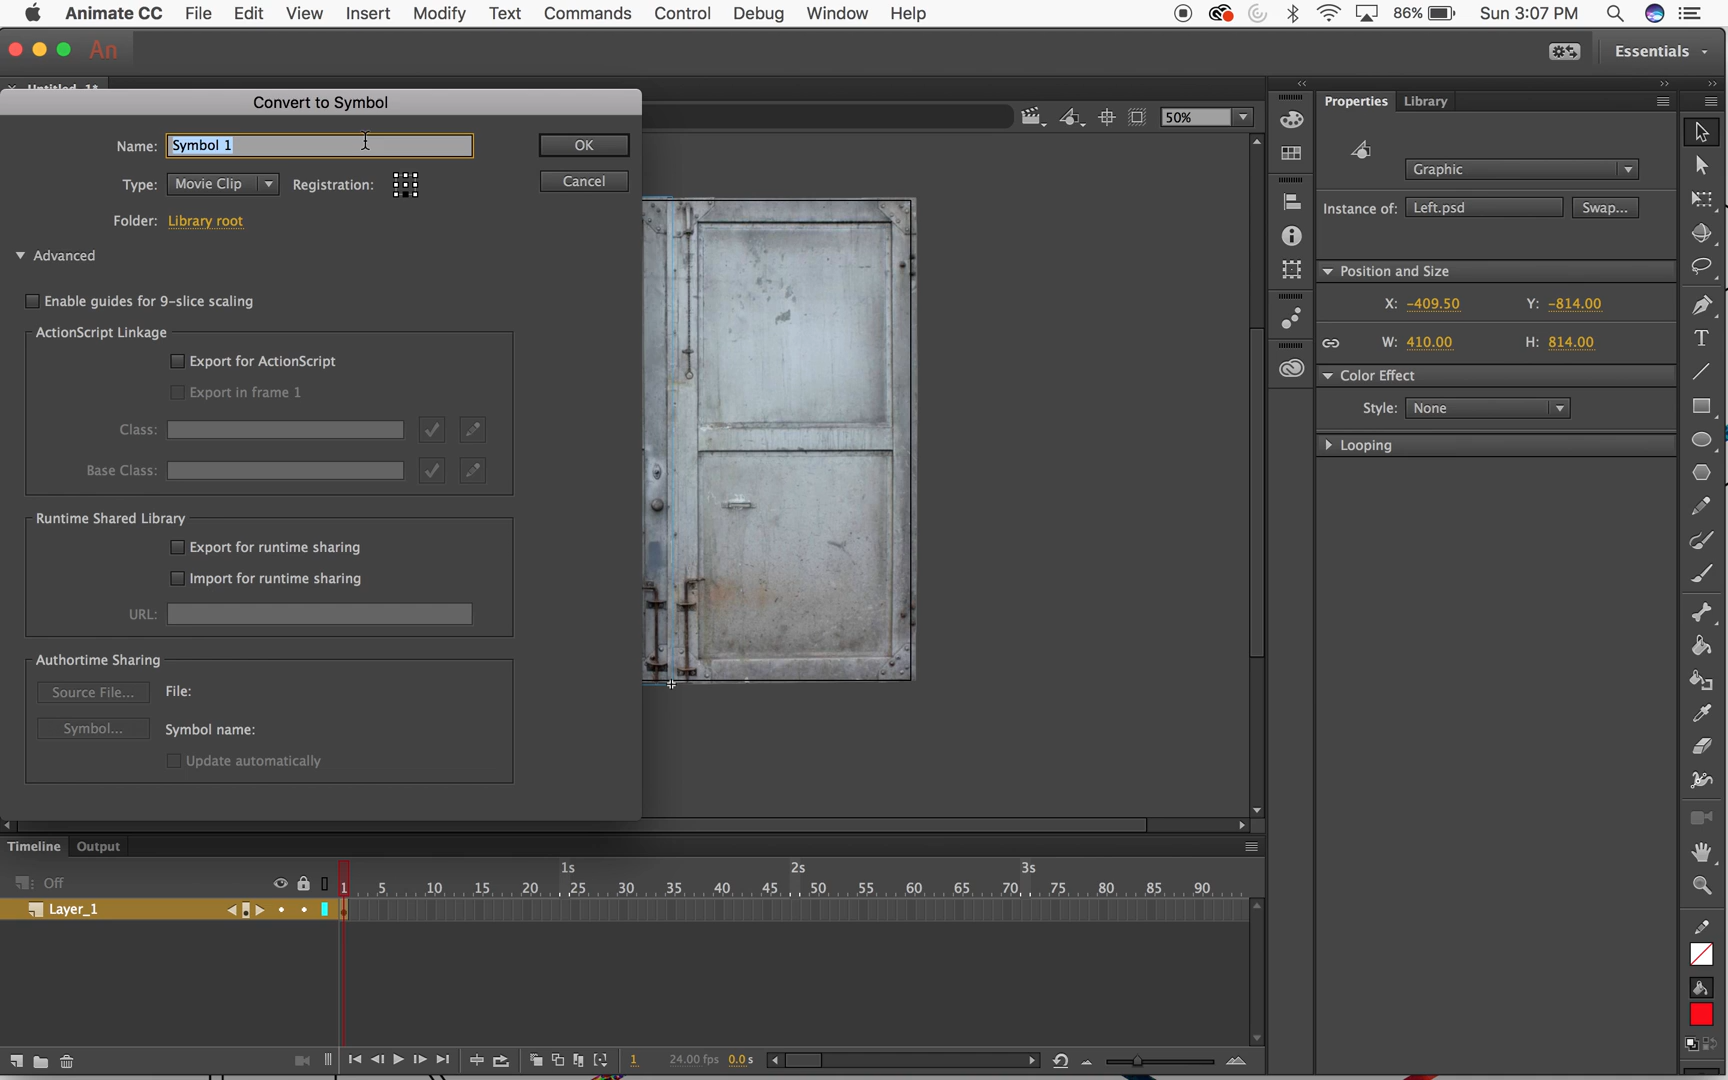 Animate CC File Edit View Insert Modify Text Commands Control Debug Window Help 86% Sun 3:07 PM
An Essentials
Untitled-1*
Convert to Symbol
Name: Symbol 1 OK
Type: Movie Clip Registration: Cancel
Folder: Library root
Advanced
Enable guides for 9-slice scaling
ActionScript Linkage
Export for ActionScript
Export in frame 1
Class:
Base Class:
Runtime Shared Library
Export for runtime sharing
Import for runtime sharing
URL:
Authortime Sharing
Source File... File:
Symbol... Symbol name:
Update automatically
50%
Properties Library
Graphic
Instance of: Left.psd Swap...
Position and Size
X: -409.50 Y: -814.00
W: 410.00 H: 814.00
Color Effect
Style: None
Looping
T
Timeline Output
1s 2s 3s
Off 1 5 10 15 20 25 30 35 40 45 50 55 60 65 70 75 80 85 90
Layer_1
1 24.00 fps 0.0 s